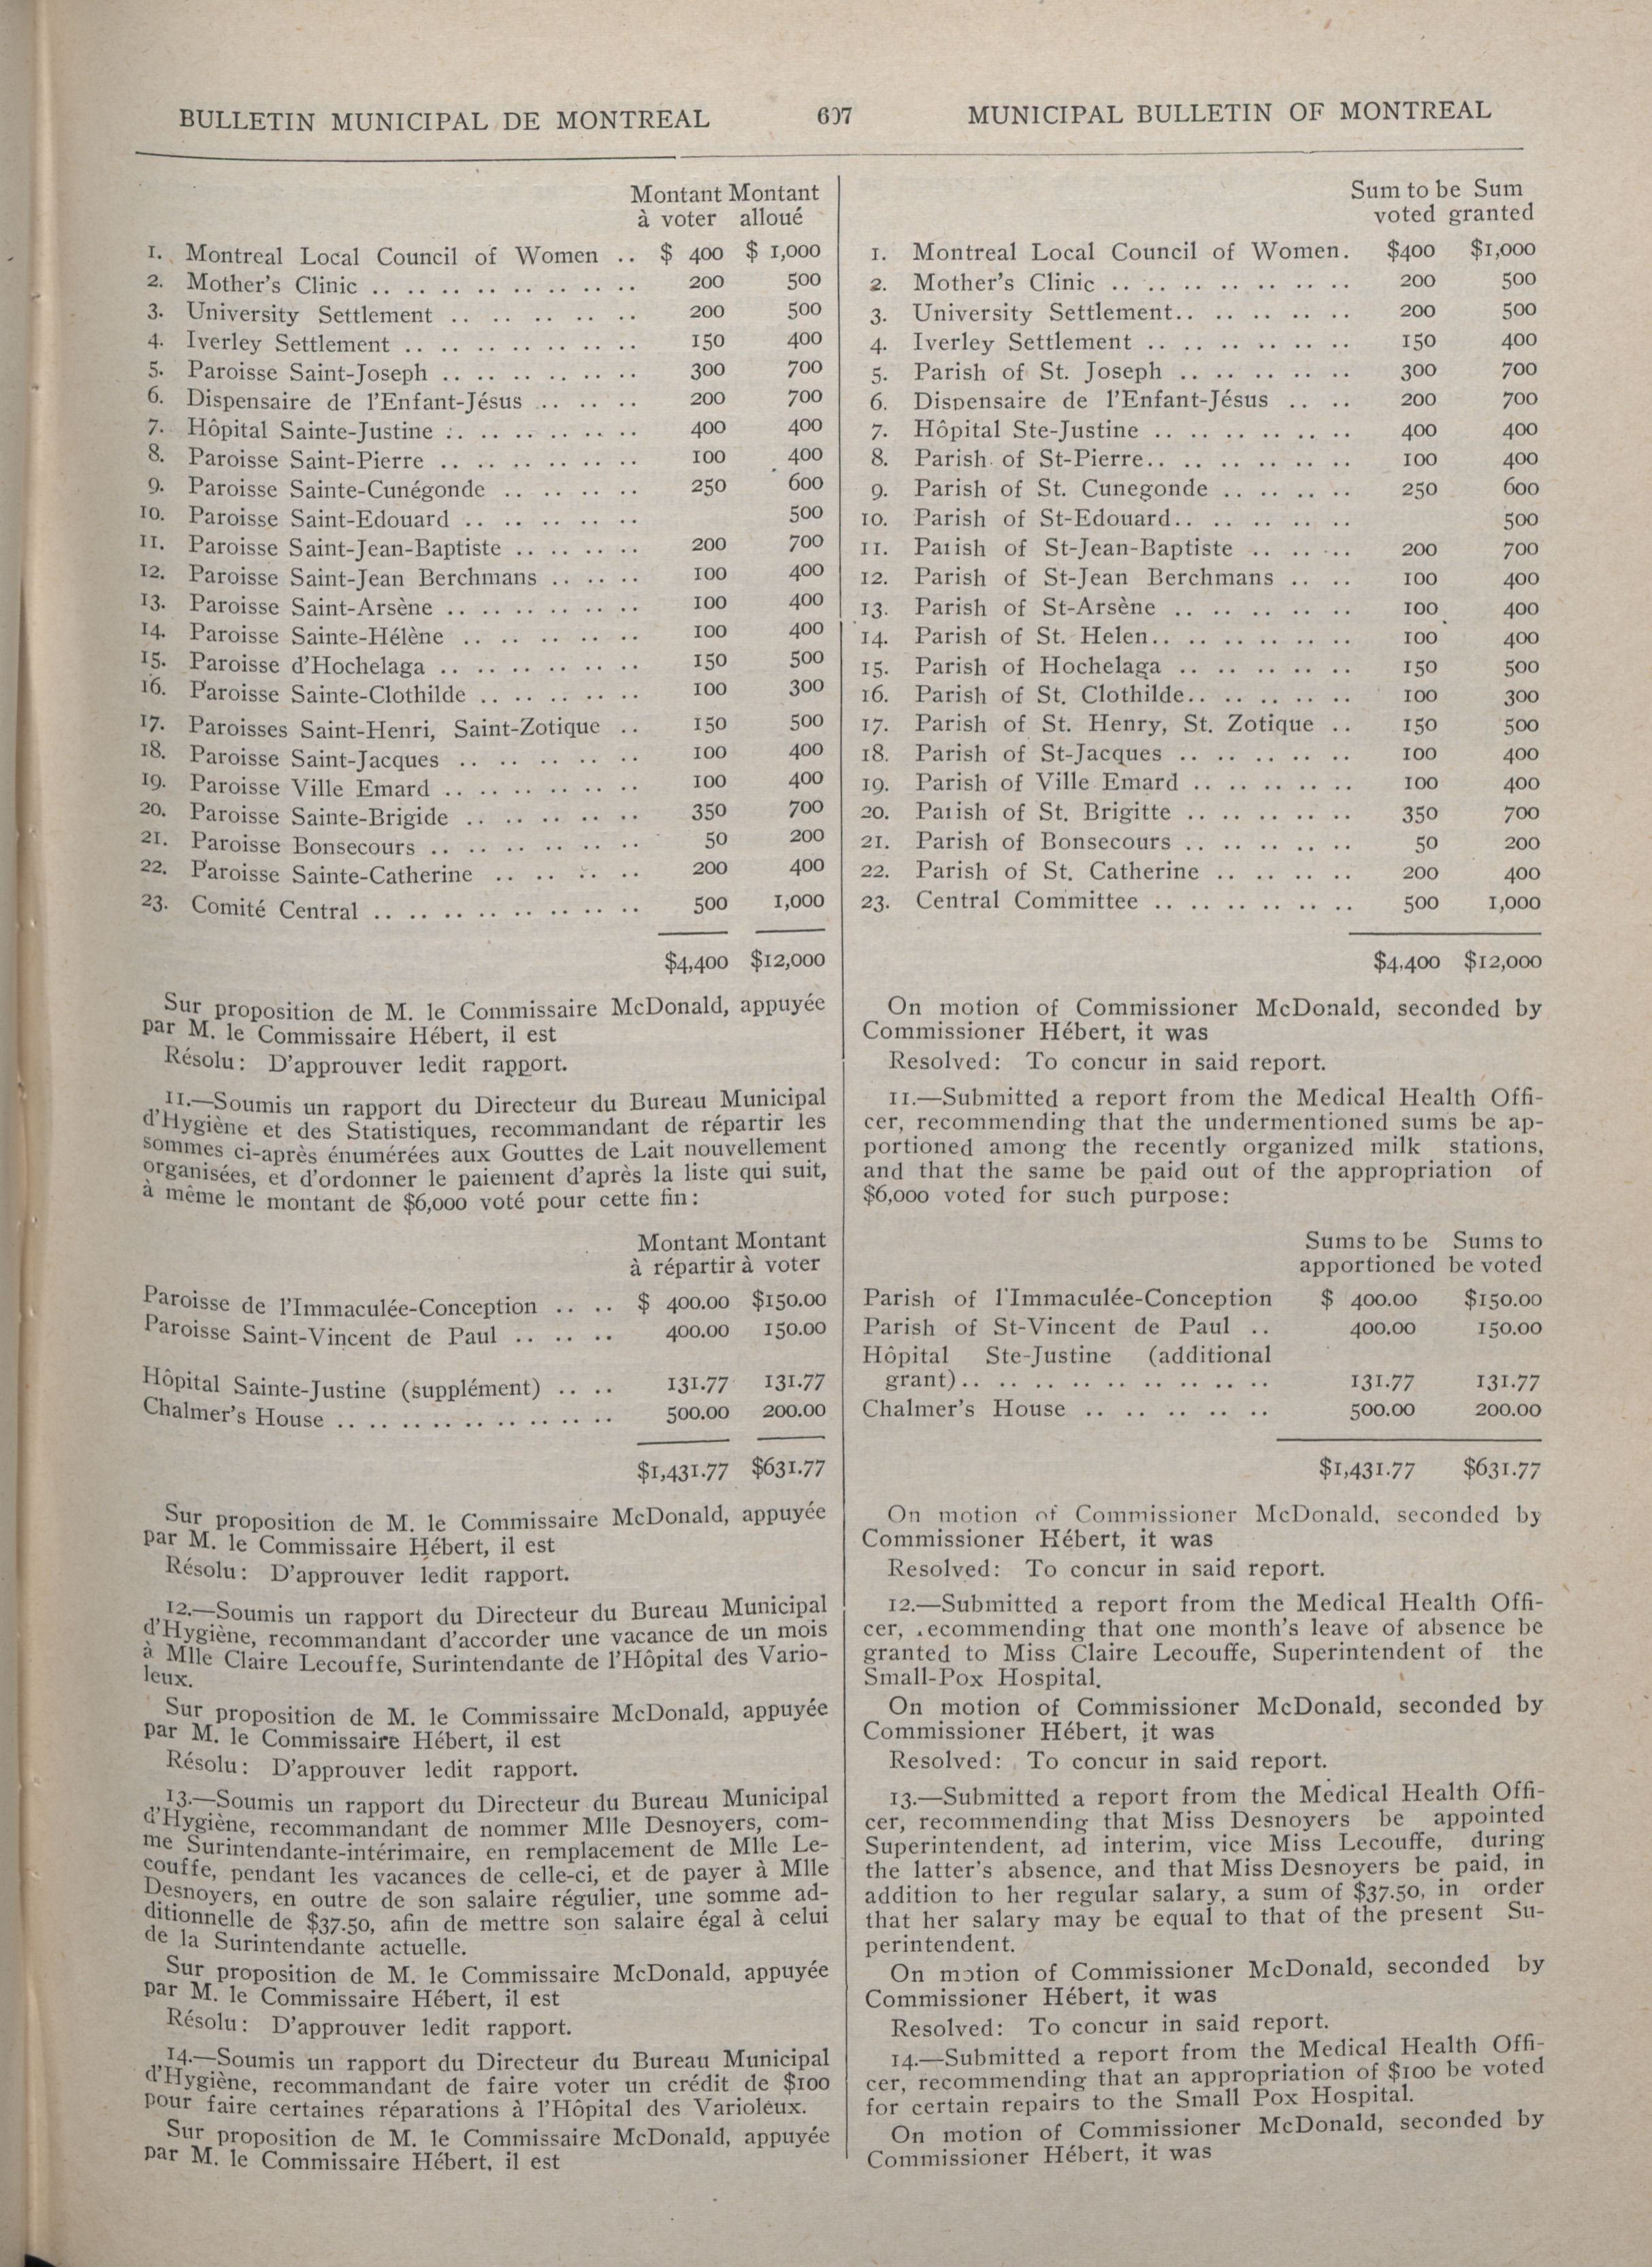 BULLETIN MUNICIPAL DE MONTREAL 607 MUNICIPAL BULLETIN OF MONTREAL
Montant Montant
à voter alloué
1. Montreal Local Council of Women .. $ 400 $ 1,000
2. Mother's Clinic .. .. .. .. .. .. .. .. 200 500
3. University Settlement .. .. .. .. .. .. 200 500
4. Iverley Settlement .. .. .. .. .. .. .. 150 400
5. Paroisse Saint-Joseph .. .. .. .. .. .. 300 700
6. Dispensaire de l'Enfant-Jésus .. .. .. 200 700
7. Hôpital Sainte-Justine .. .. .. .. .. .. 400 400
8. Paroisse Saint-Pierre .. .. .. .. .. .. 100 400
9. Paroisse Sainte-Cunégonde .. .. .. .. 250 600
10. Paroisse Saint-Edouard .. .. .. .. .. 500
11. Paroisse Saint-Jean-Baptiste .. .. .. .. 200 700
12. Paroisse Saint-Jean Berchmans .. .. .. 100 400
13. Paroisse Saint-Arsène .. .. .. .. .. .. 100 400
14. Paroisse Sainte-Hélène .. .. .. .. .. 100 400
15. Paroisse d'Hochelaga .. .. .. .. .. .. 150 500
16. Paroisse Sainte-Clothilde .. .. .. .. .. 100 300
17. Paroisses Saint-Henri, Saint-Zotique .. 150 500
18. Paroisse Saint-Jacques .. .. .. .. .. 100 400
19. Paroisse Ville Emard .. .. .. .. .. .. 100 400
20. Paroisse Sainte-Brigide .. .. .. .. .. 350 700
21. Paroisse Bonsecours .. .. .. .. .. .. 50 200
22. Paroisse Sainte-Catherine .. .. .. .. 200 400
23. Comité Central .. .. .. .. .. .. .. .. 500 1,000
$4,400 $12,000
Sur proposition de M. le Commissaire McDonald, appuyée
par M. le Commissaire Hébert, il est
Résolu: D'approuver ledit rapport.
11.—Soumis un rapport du Directeur du Bureau Municipal
d'Hygiène et des Statistiques, recommandant de répartir les
sommes ci-après énumérées aux Gouttes de Lait nouvellement
organisées, et d'ordonner le paiement d'après la liste qui suit,
à même le montant de $6,000 voté pour cette fin:
Montant Montant
à répartir à voter
Paroisse de l'Immaculée-Conception .. .. $ 400.00 $150.00
Paroisse Saint-Vincent de Paul .. .. .. 400.00 150.00
Hôpital Sainte-Justine (supplément) .. .. 131.77 131.77
Chalmer's House .. .. .. .. .. .. .. .. .. 500.00 200.00
$1,431.77 $631.77
Sur proposition de M. le Commissaire McDonald, appuyée
par M. le Commissaire Hébert, il est
Résolu: D'approuver ledit rapport.
12.—Soumis un rapport du Directeur du Bureau Municipal
d'Hygiène, recommandant d'accorder une vacance de un mois
à Mlle Claire Lecouffe, Surintendante de l'Hôpital des Vario-
leux.
Sur proposition de M. le Commissaire McDonald, appuyée
par M. le Commissaire Hébert, il est
Résolu: D'approuver ledit rapport.
13.—Soumis un rapport du Directeur du Bureau Municipal
d'Hygiène, recommandant de nommer Mlle Desnoyers, com-
me Surintendante-intérimaire, en remplacement de Mlle Le-
couffe, pendant les vacances de celle-ci, et de payer à Mlle
Desnoyers, en outre de son salaire régulier, une somme ad-
ditionnelle de $37.50, afin de mettre son salaire égal à celui
de la Surintendante actuelle.
Sur proposition de M. le Commissaire McDonald, appuyée
par M. le Commissaire Hébert, il est
Résolu: D'approuver ledit rapport.
14.—Soumis un rapport du Directeur du Bureau Municipal
d'Hygiène, recommandant de faire voter un crédit de $100
pour faire certaines réparations à l'Hôpital des Varioleux.
Sur proposition de M. le Commissaire McDonald, appuyée
par M. le Commissaire Hébert, il est
Sum to be Sum
voted granted
1. Montreal Local Council of Women. $400 $1,000
2. Mother's Clinic .. .. .. .. .. .. .. 200 500
3. University Settlement.. .. .. .. .. 200 500
4. Iverley Settlement .. .. .. .. .. .. 150 400
5. Parish of St. Joseph .. .. .. .. .. 300 700
6. Dispensaire de l'Enfant-Jésus .. .. 200 700
7. Hôpital Ste-Justine .. .. .. .. .. .. 400 400
8. Parish of St-Pierre.. .. .. .. .. .. 100 400
9. Parish of St. Cunegonde .. .. .. .. 250 600
10. Parish of St-Edouard.. .. .. .. .. 500
11. Parish of St-Jean-Baptiste .. .. .. 200 700
12. Parish of St-Jean Berchmans .. .. 100 400
13. Parish of St-Arsène .. .. .. .. .. 100 400
14. Parish of St. Helen.. .. .. .. .. .. 100 400
15. Parish of Hochelaga .. .. .. .. .. 150 500
16. Parish of St. Clothilde.. .. .. .. .. 100 300
17. Parish of St. Henry, St. Zotique .. 150 500
18. Parish of St-Jacques .. .. .. .. .. 100 400
19. Parish of Ville Emard .. .. .. .. .. 100 400
20. Parish of St. Brigitte .. .. .. .. .. 350 700
21. Parish of Bonsecours .. .. .. .. .. 50 200
22. Parish of St. Catherine .. .. .. .. 200 400
23. Central Committee .. .. .. .. .. .. 500 1,000
$4,400 $12,000
On motion of Commissioner McDonald, seconded by
Commissioner Hébert, it was
Resolved: To concur in said report.
11.—Submitted a report from the Medical Health Offi-
cer, recommending that the undermentioned sums be ap-
portioned among the recently organized milk stations,
and that the same be paid out of the appropriation of
$6,000 voted for such purpose:
Sums to be Sums to
apportioned be voted
Parish of l'Immaculée-Conception $ 400.00 $150.00
Parish of St-Vincent de Paul .. 400.00 150.00
Hôpital Ste-Justine (additional
grant) .. .. .. .. .. .. .. .. .. 131.77 131.77
Chalmer's House .. .. .. .. .. 500.00 200.00
$1,431.77 $631.77
On motion of Commissioner McDonald, seconded by
Commissioner Hébert, it was
Resolved: To concur in said report.
12.—Submitted a report from the Medical Health Offi-
cer, .ecommending that one month's leave of absence be
granted to Miss Claire Lecouffe, Superintendent of the
Small-Pox Hospital.
On motion of Commissioner McDonald, seconded by
Commissioner Hébert, it was
Resolved: To concur in said report.
13.—Submitted a report from the Medical Health Offi-
cer, recommending that Miss Desnoyers be appointed
Superintendent, ad interim, vice Miss Lecouffe, during
the latter's absence, and that Miss Desnoyers be paid, in
addition to her regular salary, a sum of $37.50, in order
that her salary may be equal to that of the present Su-
perintendent.
On motion of Commissioner McDonald, seconded by
Commissioner Hébert, it was
Resolved: To concur in said report.
14.—Submitted a report from the Medical Health Offi-
cer, recommending that an appropriation of $100 be voted
for certain repairs to the Small Pox Hospital.
On motion of Commissioner McDonald, seconded by
Commissioner Hébert, it was